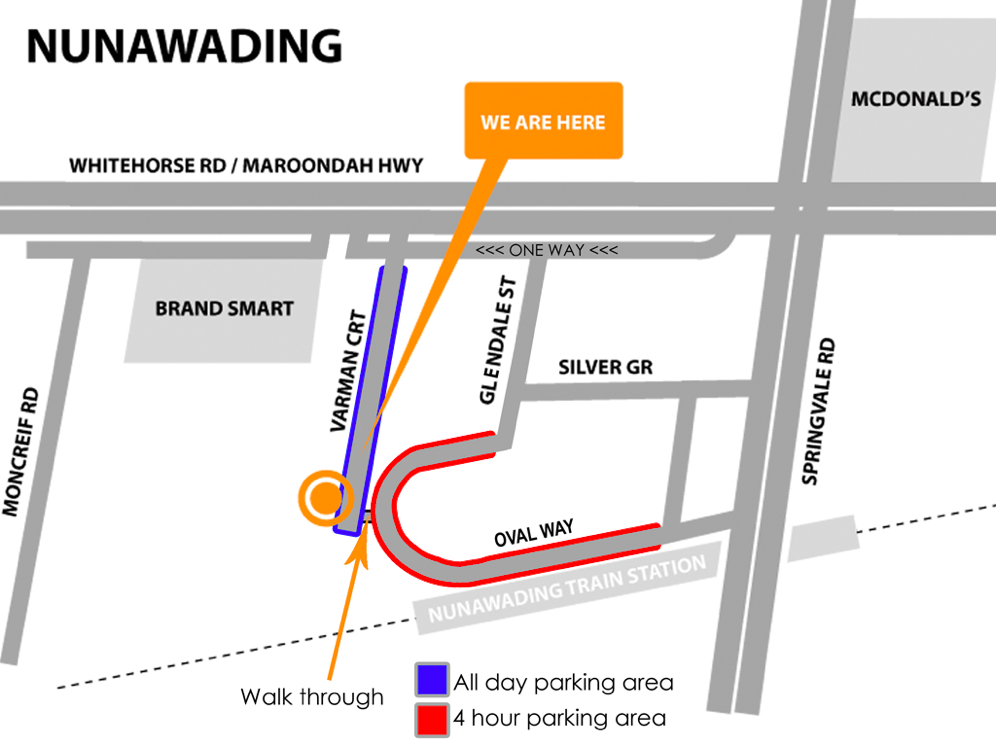 NUNAWADING
MCDONALD'S
WE ARE HERE
WHITEHORSE RD / MAROONDAH HWY
<<< ONE WAY <<<
BRAND SMART
VARMAN CRT
GLENDALE ST
SILVER GR
SPRINGVALE RD
MONCREIF RD
OVAL WAY
NUNAWADING TRAIN STATION
Walk through
All day parking area
4 hour parking area